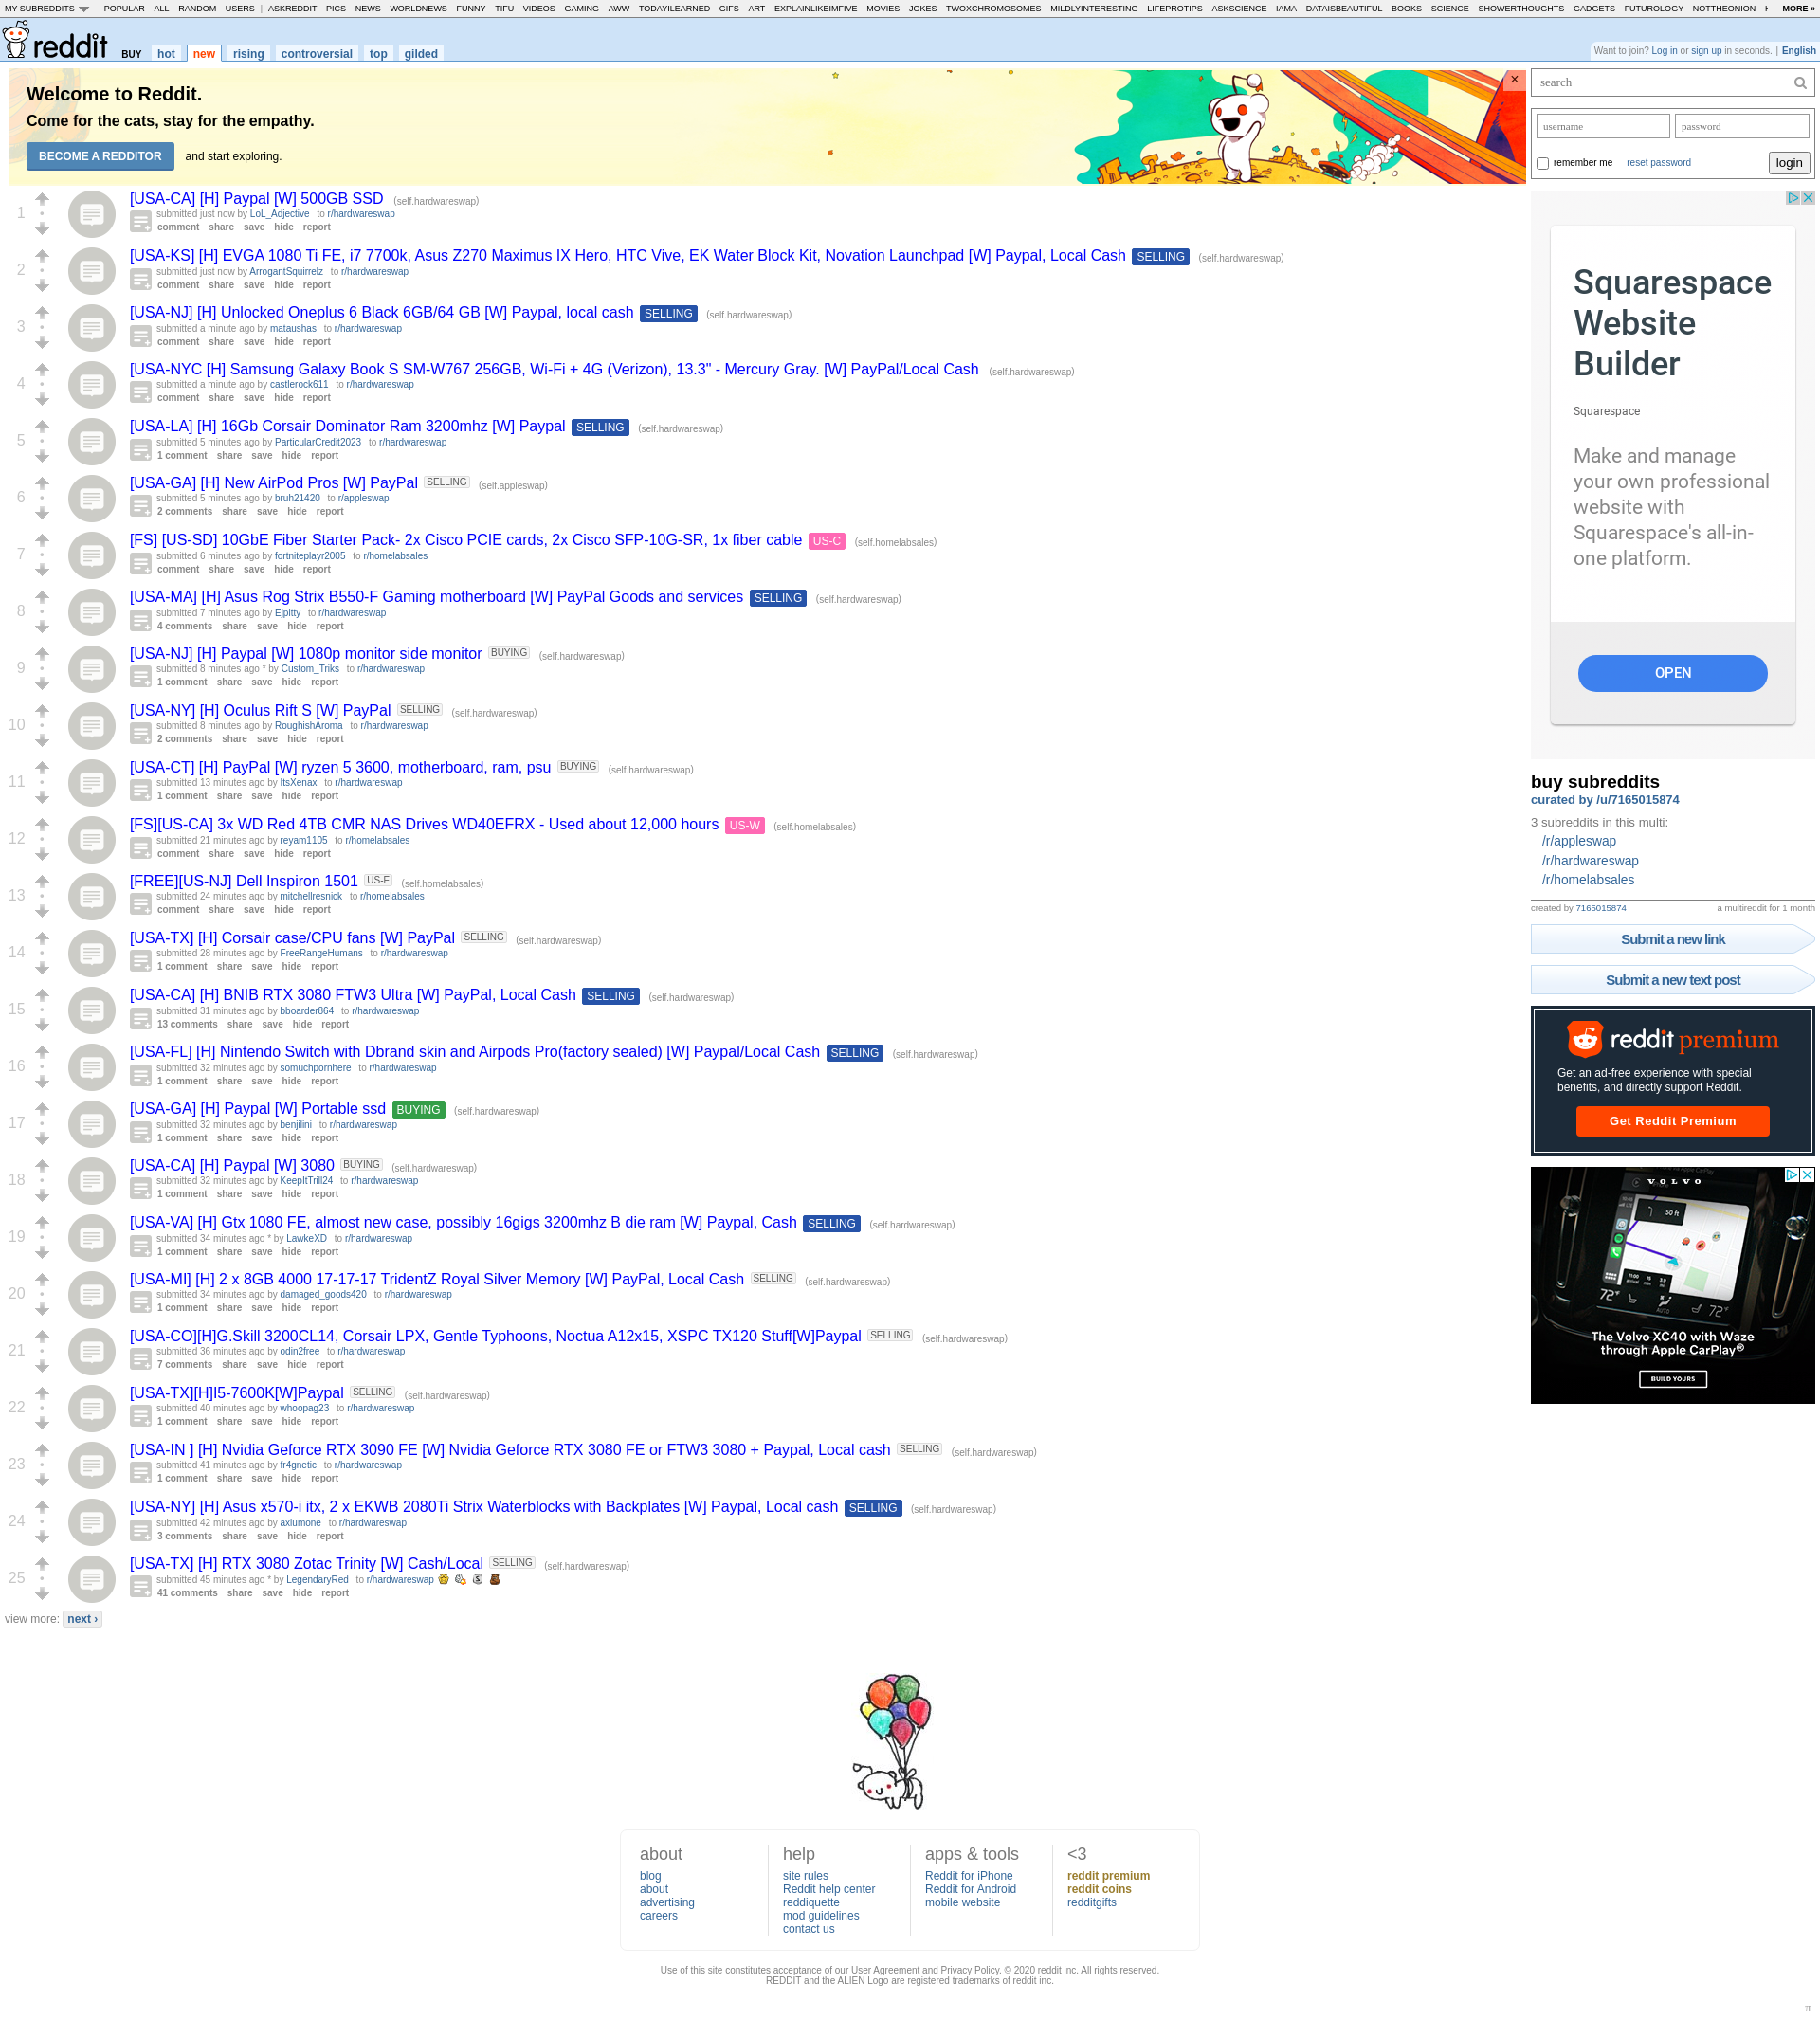 MY SUBREDDITS POPULAR - ALL - RANDOM - USERS | ASKREDDIT - PICS - NEWS - WORLDNEWS - FUNNY - TIFU - VIDEOS - GAMING - AWW - TODAYILEARNED - GIFS - ART - EXPLAINLIKEIMFIVE - MOVIES - JOKES - TWOXCHROMOSOMES - MILDLYINTERESTING - LIFEPROTIPS - ASKSCIENCE - IAMA - DATAISBEAUTIFUL - BOOKS - SCIENCE - SHOWERTHOUGHTS - GADGETS - FUTUROLOGY - NOTTHEONION - MORE »
reddit BUY hot new rising controversial top gilded
Want to join? Log in or sign up in seconds. | English
Welcome to Reddit.
Come for the cats, stay for the empathy.
BECOME A REDDITOR and start exploring.
×
1
[USA-CA] [H] Paypal [W] 500GB SSD (self.hardwareswap)
submitted just now by LoL_Adjective to r/hardwareswap
comment share save hide report
2
[USA-KS] [H] EVGA 1080 Ti FE, i7 7700k, Asus Z270 Maximus IX Hero, HTC Vive, EK Water Block Kit, Novation Launchpad [W] Paypal, Local Cash SELLING (self.hardwareswap)
submitted just now by ArrogantSquirrelz to r/hardwareswap
comment share save hide report
3
[USA-NJ] [H] Unlocked Oneplus 6 Black 6GB/64 GB [W] Paypal, local cash SELLING (self.hardwareswap)
submitted a minute ago by mataushas to r/hardwareswap
comment share save hide report
4
[USA-NYC [H] Samsung Galaxy Book S SM-W767 256GB, Wi-Fi + 4G (Verizon), 13.3" - Mercury Gray. [W] PayPal/Local Cash (self.hardwareswap)
submitted a minute ago by castlerock611 to r/hardwareswap
comment share save hide report
5
[USA-LA] [H] 16Gb Corsair Dominator Ram 3200mhz [W] Paypal SELLING (self.hardwareswap)
submitted 5 minutes ago by ParticularCredit2023 to r/hardwareswap
1 comment share save hide report
6
[USA-GA] [H] New AirPod Pros [W] PayPal SELLING (self.appleswap)
submitted 5 minutes ago by bruh21420 to r/appleswap
2 comments share save hide report
7
[FS] [US-SD] 10GbE Fiber Starter Pack- 2x Cisco PCIE cards, 2x Cisco SFP-10G-SR, 1x fiber cable US-C (self.homelabsales)
submitted 6 minutes ago by fortniteplayr2005 to r/homelabsales
comment share save hide report
8
[USA-MA] [H] Asus Rog Strix B550-F Gaming motherboard [W] PayPal Goods and services SELLING (self.hardwareswap)
submitted 7 minutes ago by Ejpitty to r/hardwareswap
4 comments share save hide report
9
[USA-NJ] [H] Paypal [W] 1080p monitor side monitor BUYING (self.hardwareswap)
submitted 8 minutes ago * by Custom_Triks to r/hardwareswap
1 comment share save hide report
10
[USA-NY] [H] Oculus Rift S [W] PayPal SELLING (self.hardwareswap)
submitted 8 minutes ago by RoughishAroma to r/hardwareswap
2 comments share save hide report
11
[USA-CT] [H] PayPal [W] ryzen 5 3600, motherboard, ram, psu BUYING (self.hardwareswap)
submitted 13 minutes ago by ItsXenax to r/hardwareswap
1 comment share save hide report
12
[FS][US-CA] 3x WD Red 4TB CMR NAS Drives WD40EFRX - Used about 12,000 hours US-W (self.homelabsales)
submitted 21 minutes ago by reyam1105 to r/homelabsales
comment share save hide report
13
[FREE][US-NJ] Dell Inspiron 1501 US-E (self.homelabsales)
submitted 24 minutes ago by mitchellresnick to r/homelabsales
comment share save hide report
14
[USA-TX] [H] Corsair case/CPU fans [W] PayPal SELLING (self.hardwareswap)
submitted 28 minutes ago by FreeRangeHumans to r/hardwareswap
1 comment share save hide report
15
[USA-CA] [H] BNIB RTX 3080 FTW3 Ultra [W] PayPal, Local Cash SELLING (self.hardwareswap)
submitted 31 minutes ago by bboarder864 to r/hardwareswap
13 comments share save hide report
16
[USA-FL] [H] Nintendo Switch with Dbrand skin and Airpods Pro(factory sealed) [W] Paypal/Local Cash SELLING (self.hardwareswap)
submitted 32 minutes ago by somuchpornhere to r/hardwareswap
1 comment share save hide report
17
[USA-GA] [H] Paypal [W] Portable ssd BUYING (self.hardwareswap)
submitted 32 minutes ago by benjilini to r/hardwareswap
1 comment share save hide report
18
[USA-CA] [H] Paypal [W] 3080 BUYING (self.hardwareswap)
submitted 32 minutes ago by KeepItTrill24 to r/hardwareswap
1 comment share save hide report
19
[USA-VA] [H] Gtx 1080 FE, almost new case, possibly 16gigs 3200mhz B die ram [W] Paypal, Cash SELLING (self.hardwareswap)
submitted 34 minutes ago * by LawkeXD to r/hardwareswap
1 comment share save hide report
20
[USA-MI] [H] 2 x 8GB 4000 17-17-17 TridentZ Royal Silver Memory [W] PayPal, Local Cash SELLING (self.hardwareswap)
submitted 34 minutes ago by damaged_goods420 to r/hardwareswap
1 comment share save hide report
21
[USA-CO][H]G.Skill 3200CL14, Corsair LPX, Gentle Typhoons, Noctua A12x15, XSPC TX120 Stuff[W]Paypal SELLING (self.hardwareswap)
submitted 36 minutes ago by odin2free to r/hardwareswap
7 comments share save hide report
22
[USA-TX][H]I5-7600K[W]Paypal SELLING (self.hardwareswap)
submitted 40 minutes ago by whoopag23 to r/hardwareswap
1 comment share save hide report
23
[USA-IN ] [H] Nvidia Geforce RTX 3090 FE [W] Nvidia Geforce RTX 3080 FE or FTW3 3080 + Paypal, Local cash SELLING (self.hardwareswap)
submitted 41 minutes ago by fr4gnetic to r/hardwareswap
1 comment share save hide report
24
[USA-NY] [H] Asus x570-i itx, 2 x EKWB 2080Ti Strix Waterblocks with Backplates [W] Paypal, Local cash SELLING (self.hardwareswap)
submitted 42 minutes ago by axiumone to r/hardwareswap
3 comments share save hide report
25
[USA-TX] [H] RTX 3080 Zotac Trinity [W] Cash/Local SELLING (self.hardwareswap)
submitted 45 minutes ago * by LegendaryRed to r/hardwareswap
41 comments share save hide report
view more: next ›
search
username password
remember me reset password login
Squarespace
Website
Builder
Squarespace
Make and manage
your own professional
website with
Squarespace's all-in-
one platform.
OPEN
buy subreddits
curated by /u/7165015874
3 subreddits in this multi:
/r/appleswap
/r/hardwareswap
/r/homelabsales
created by 7165015874 a multireddit for 1 month
Submit a new link
Submit a new text post
reddit premium
Get an ad-free experience with special
benefits, and directly support Reddit.
Get Reddit Premium
VOLVO
50 ft
72° AUTO 72°
The Volvo XC40 with Waze
through Apple CarPlay®
BUILD YOURS
about
blog
about
advertising
careers
help
site rules
Reddit help center
reddiquette
mod guidelines
contact us
apps & tools
Reddit for iPhone
Reddit for Android
mobile website
<3
reddit premium
reddit coins
redditgifts
Use of this site constitutes acceptance of our User Agreement and Privacy Policy. © 2020 reddit inc. All rights reserved.
REDDIT and the ALIEN Logo are registered trademarks of reddit inc.
π